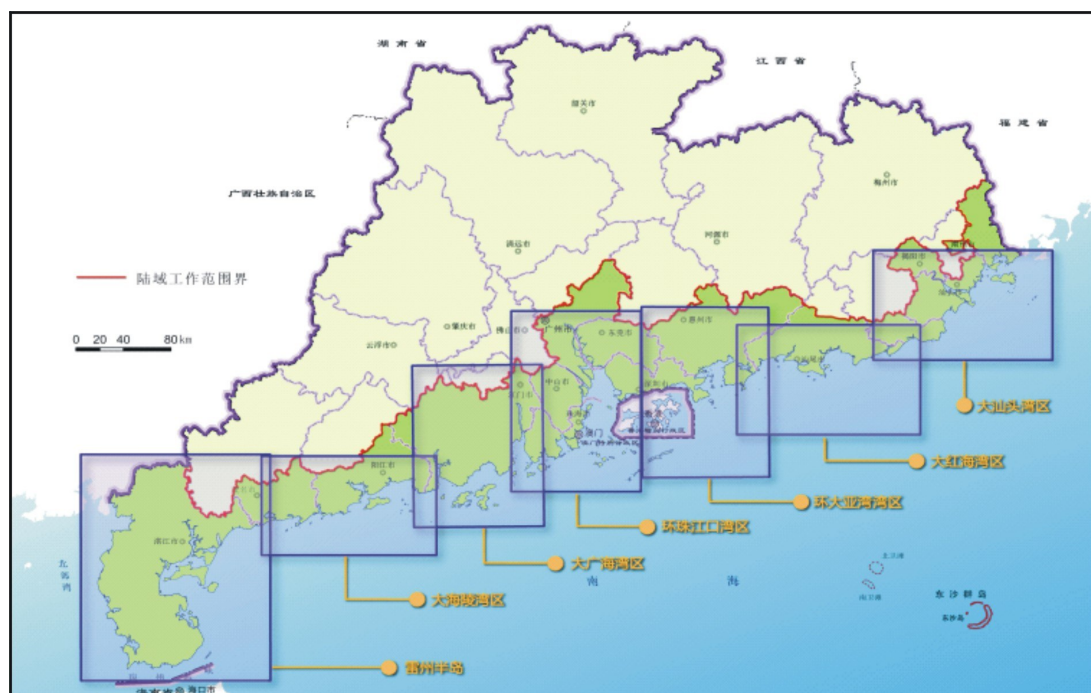 湖南省
江西省
福建省
韶关市
梅州市
广西壮族自治区
清远市
河源市
揭阳市
陆域工作范围界
肇庆市
佛山市
广州市
东莞市
惠州市
云浮市
0 20 40 80km
汕尾市
江门市
中山市
深圳市
大汕头湾区
珠海市
澳门
阳江市
大红海湾区
环大亚湾湾区
环珠江口湾区
湛江市
大广海湾区
北部湾
南海
东沙群岛
东沙岛
大海陵湾区
雷州半岛
海口市